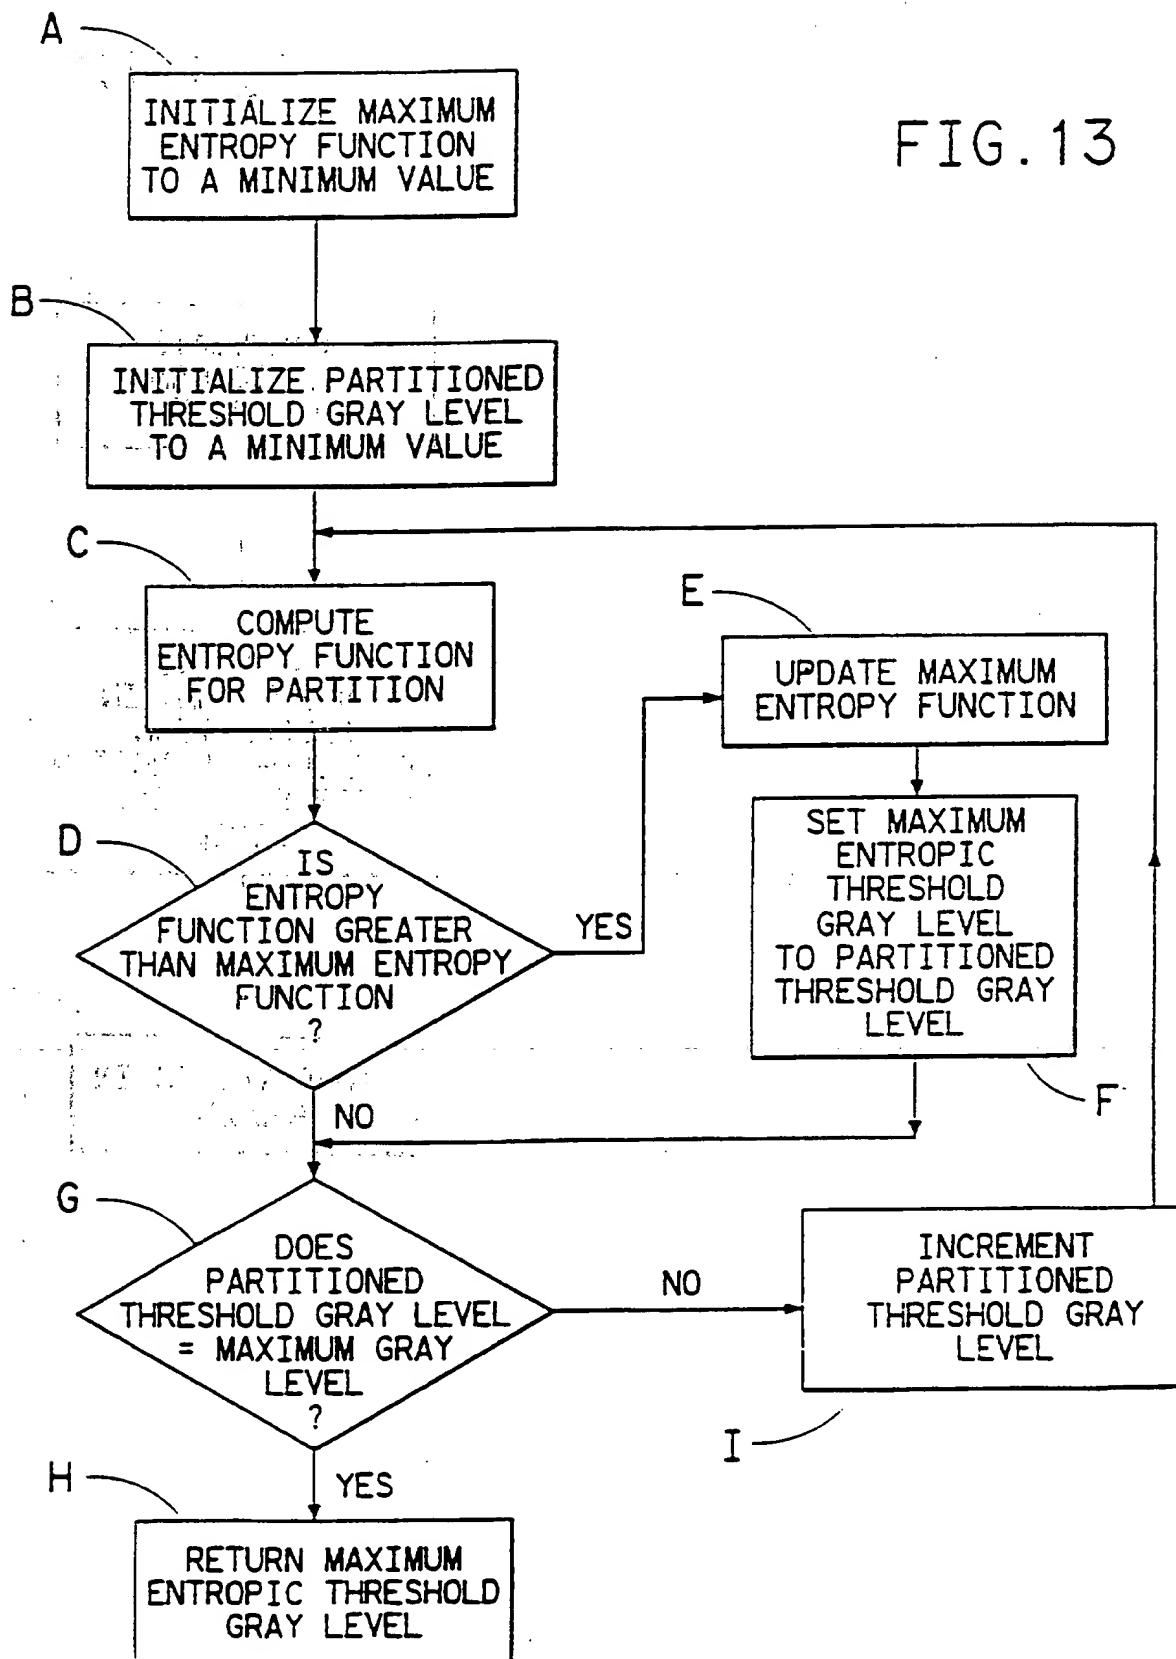 A
INITIALIZE MAXIMUM
ENTROPY FUNCTION
TO A MINIMUM VALUE
FIG.13
B
INITIALIZE PARTITIONED
THRESHOLD GRAY LEVEL
TO A MINIMUM VALUE
C
COMPUTE
ENTROPY FUNCTION
FOR PARTITION
E
UPDATE MAXIMUM
ENTROPY FUNCTION
D
IS
ENTROPY
FUNCTION GREATER
THAN MAXIMUM ENTROPY
FUNCTION
?
YES
SET MAXIMUM
ENTROPIC
THRESHOLD
GRAY LEVEL
TO PARTITIONED
THRESHOLD GRAY
LEVEL
F
NO
G
DOES
PARTITIONED
THRESHOLD GRAY LEVEL
= MAXIMUM GRAY
LEVEL
?
NO
INCREMENT
PARTITIONED
THRESHOLD GRAY
LEVEL
I
YES
H
RETURN MAXIMUM
ENTROPIC THRESHOLD
GRAY LEVEL